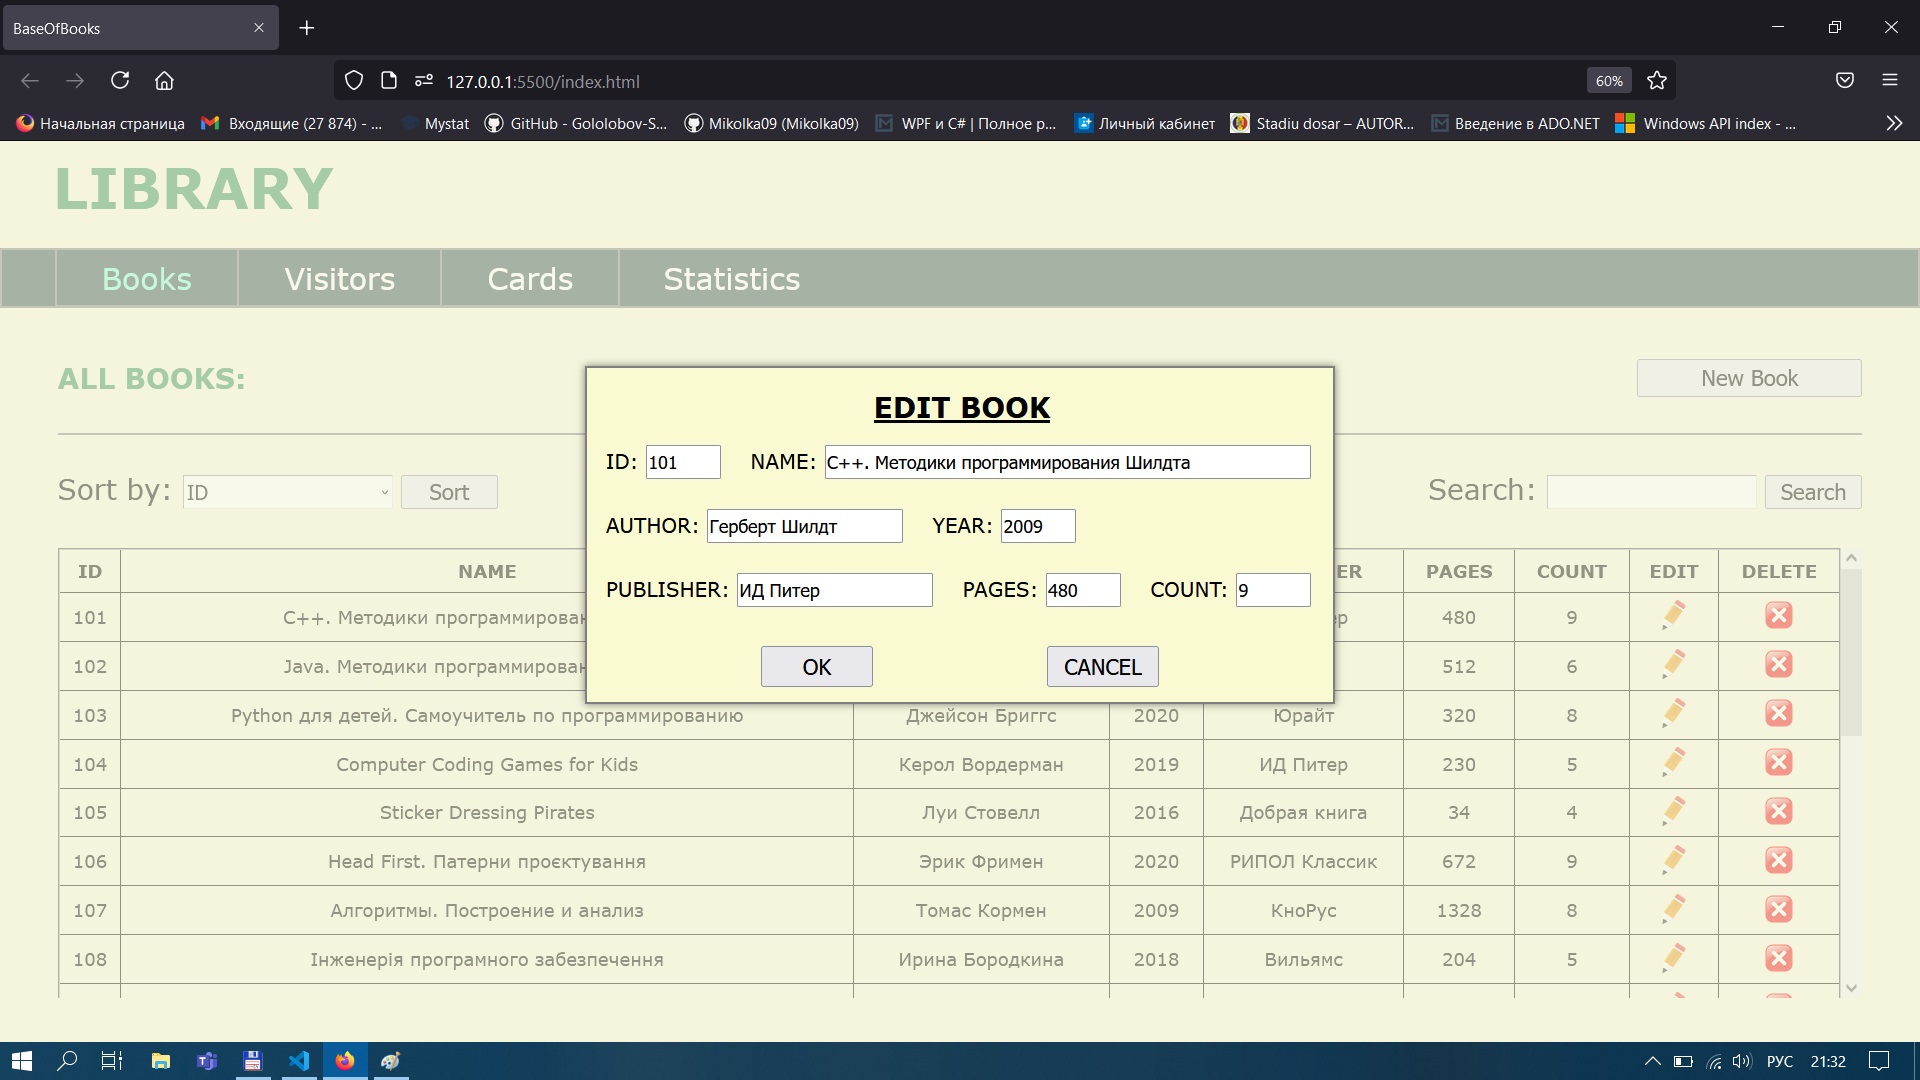 BaseOfBooks
127.0.0.1:5500/index.html
60%
Начальная страница
Входящие (27 874) - ...
Mystat
GitHub - Gololobov-S...
Mikolka09 (Mikolka09)
WPF и C# | Полное р...
Личный кабинет
Stadiu dosar – AUTOR...
Введение в ADO.NET
Windows API index - ...
LIBRARY
Books Visitors Cards Statistics
ALL BOOKS:
New Book
Sort by: ID Sort
Search: Search
EDIT BOOK
ID: 101 NAME: C++. Методики программирования Шилдта
AUTHOR: Герберт Шилдт YEAR: 2009
PUBLISHER: ИД Питер PAGES: 480 COUNT: 9
OK CANCEL
ID NAME PAGES COUNT EDIT DELETE
101 C++. Методики 480 9
102 Java. Методики 512 6
103 Python для детей. Самоучитель по программированию Джейсон Бриггс 2020 Юрайт 320 8
104 Computer Coding Games for Kids Керол Вордерман 2019 ИД Питер 230 5
105 Sticker Dressing Pirates Луи Стовелл 2016 Добрая книга 34 4
106 Head First. Патерни проєктування Эрик Фримен 2020 РИПОЛ Классик 672 9
107 Алгоритмы. Построение и анализ Томас Кормен 2009 КноРус 1328 8
108 Інженерія програмного забезпечення Ирина Бородкина 2018 Вильямс 204 5
РУС 21:32